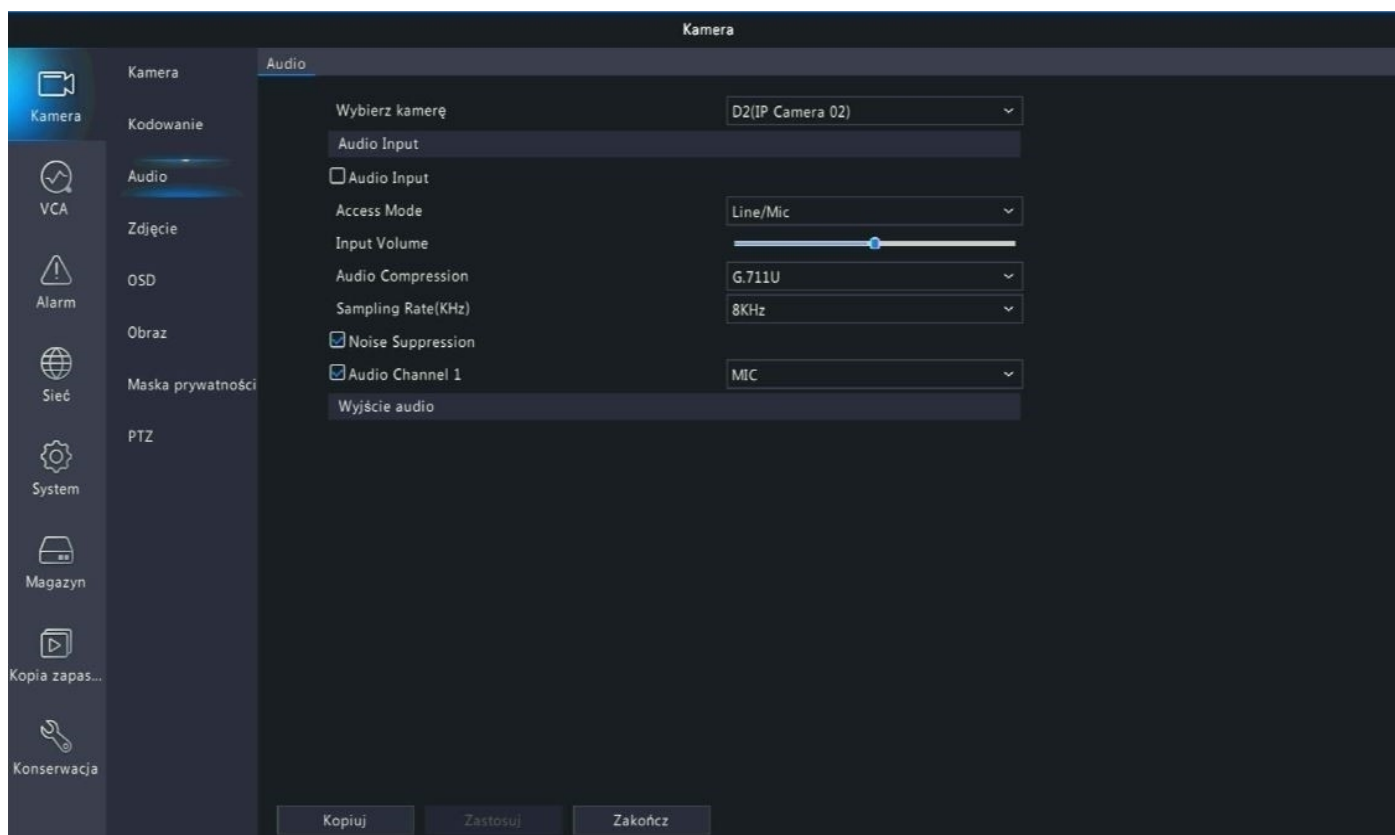 Kamera
Kamera
VCA
Alarm
Sieć
System
Magazyn
Kopia zapas...
Konserwacja
Kamera
Kodowanie
Audio
Zdjęcie
OSD
Obraz
Maska prywatności
PTZ
Audio
Wybierz kamerę D2(IP Camera 02)
Audio Input
Audio Input
Access Mode Line/Mic
Input Volume
Audio Compression G.711U
Sampling Rate(KHz) 8KHz
Noise Suppression
Audio Channel 1 MIC
Wyjście audio
Kopiuj Zastosuj Zakończ